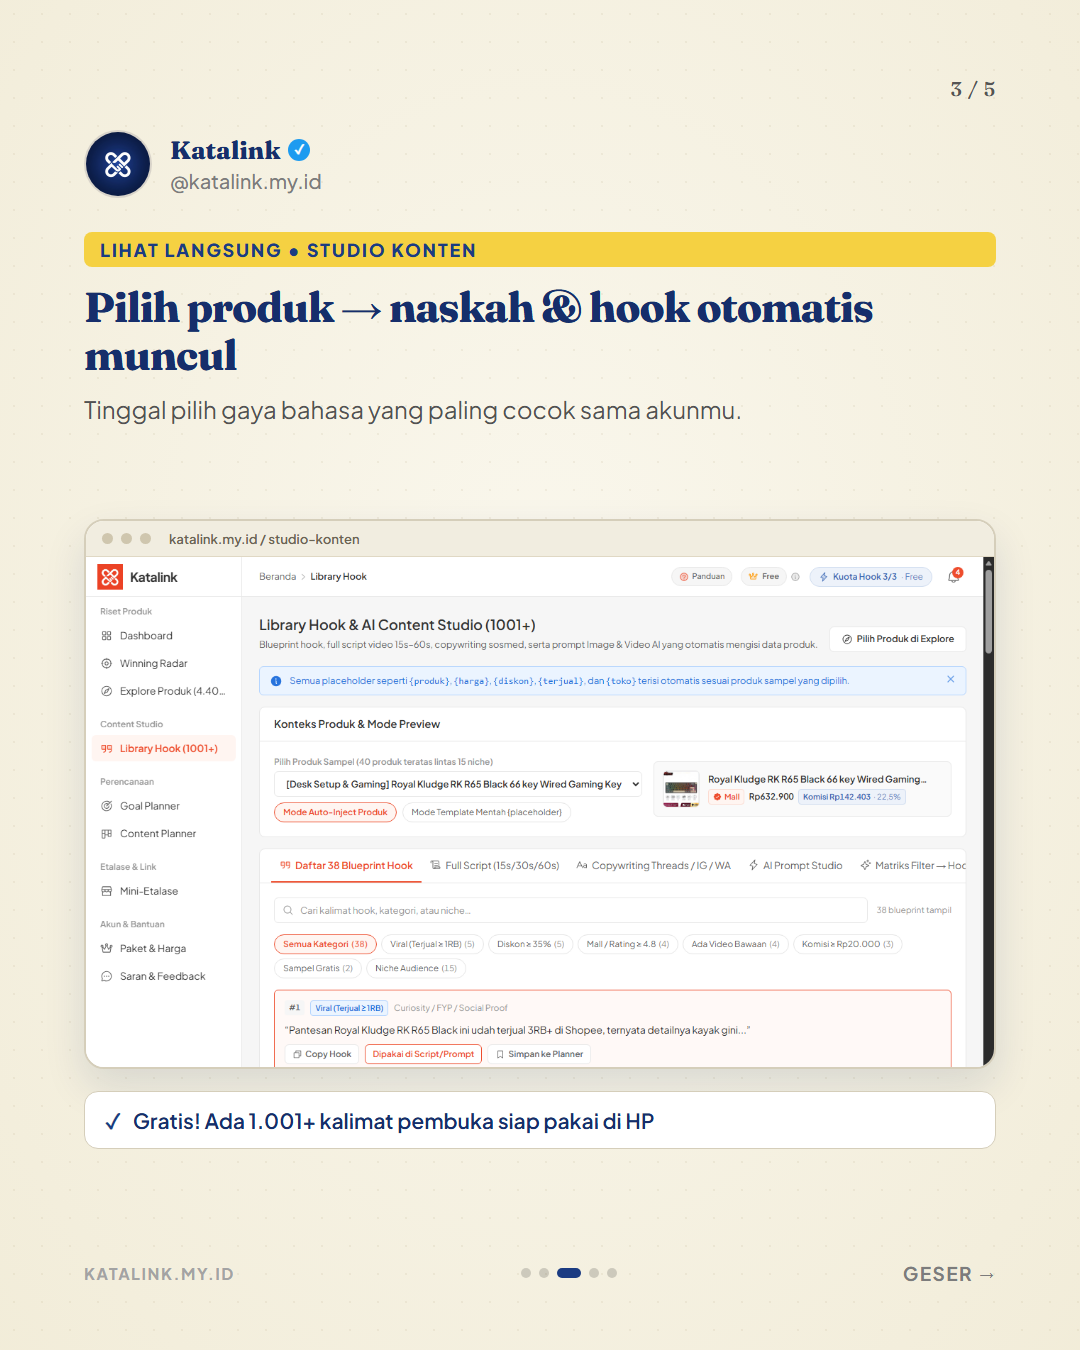 3 / 5
Katalink
@katalink.my.id
LIHAT LANGSUNG • STUDIO KONTEN
Pilih produk → naskah & hook otomatis
muncul
Tinggal pilih gaya bahasa yang paling cocok sama akunmu.
katalink.my.id / studio-konten
Katalink
Beranda > Library Hook
Panduan
Free
Kuota Hook 3/3 · Free
4
Riset Produk
Dashboard
Winning Radar
Explore Produk (4.40...
Content Studio
Library Hook (1001+)
Perencanaan
Goal Planner
Content Planner
Etalase & Link
Mini-Etalase
Akun & Bantuan
Paket & Harga
Saran & Feedback
Library Hook & AI Content Studio (1001+)
Blueprint hook, full script video 15s-60s, copywriting sosmed, serta prompt Image & Video AI yang otomatis mengisi data produk.
Pilih Produk di Explore
Semua placeholder seperti {produk}, {harga}, {diskon}, {terjual}, dan {toko} terisi otomatis sesuai produk sampel yang dipilih.
Konteks Produk & Mode Preview
Pilih Produk Sampel (40 produk teratas lintas 15 niche)
[Desk Setup & Gaming] Royal Kludge RK R65 Black 66 key Wired Gaming Key
Mode Auto-Inject Produk
Mode Template Mentah {placeholder}
Royal Kludge RK R65 Black 66 key Wired Gaming...
Mall
Rp632.900
Komisi Rp142.403 · 22.5%
Daftar 38 Blueprint Hook
Full Script (15s/30s/60s)
Aa Copywriting Threads / IG / WA
AI Prompt Studio
Matriks Filter → Hoo
Cari kalimat hook, kategori, atau niche...
38 blueprint tampil
Semua Kategori (38)
Viral (Terjual ≥ 1RB) (5)
Diskon ≥ 35% (5)
Mall / Rating ≥ 4.8 (4)
Ada Video Bawaan (4)
Komisi ≥ Rp20.000 (3)
Sampel Gratis (2)
Niche Audience (15)
#1
Viral (Terjual ≥ 1RB)
Curiosity / FYP / Social Proof
"Pantesan Royal Kludge RK R65 Black ini udah terjual 3RB+ di Shopee, ternyata detailnya kayak gini..."
Copy Hook
Dipakai di Script/Prompt
Simpan ke Planner
✓ Gratis! Ada 1.001+ kalimat pembuka siap pakai di HP
KATALINK.MY.ID
GESER →